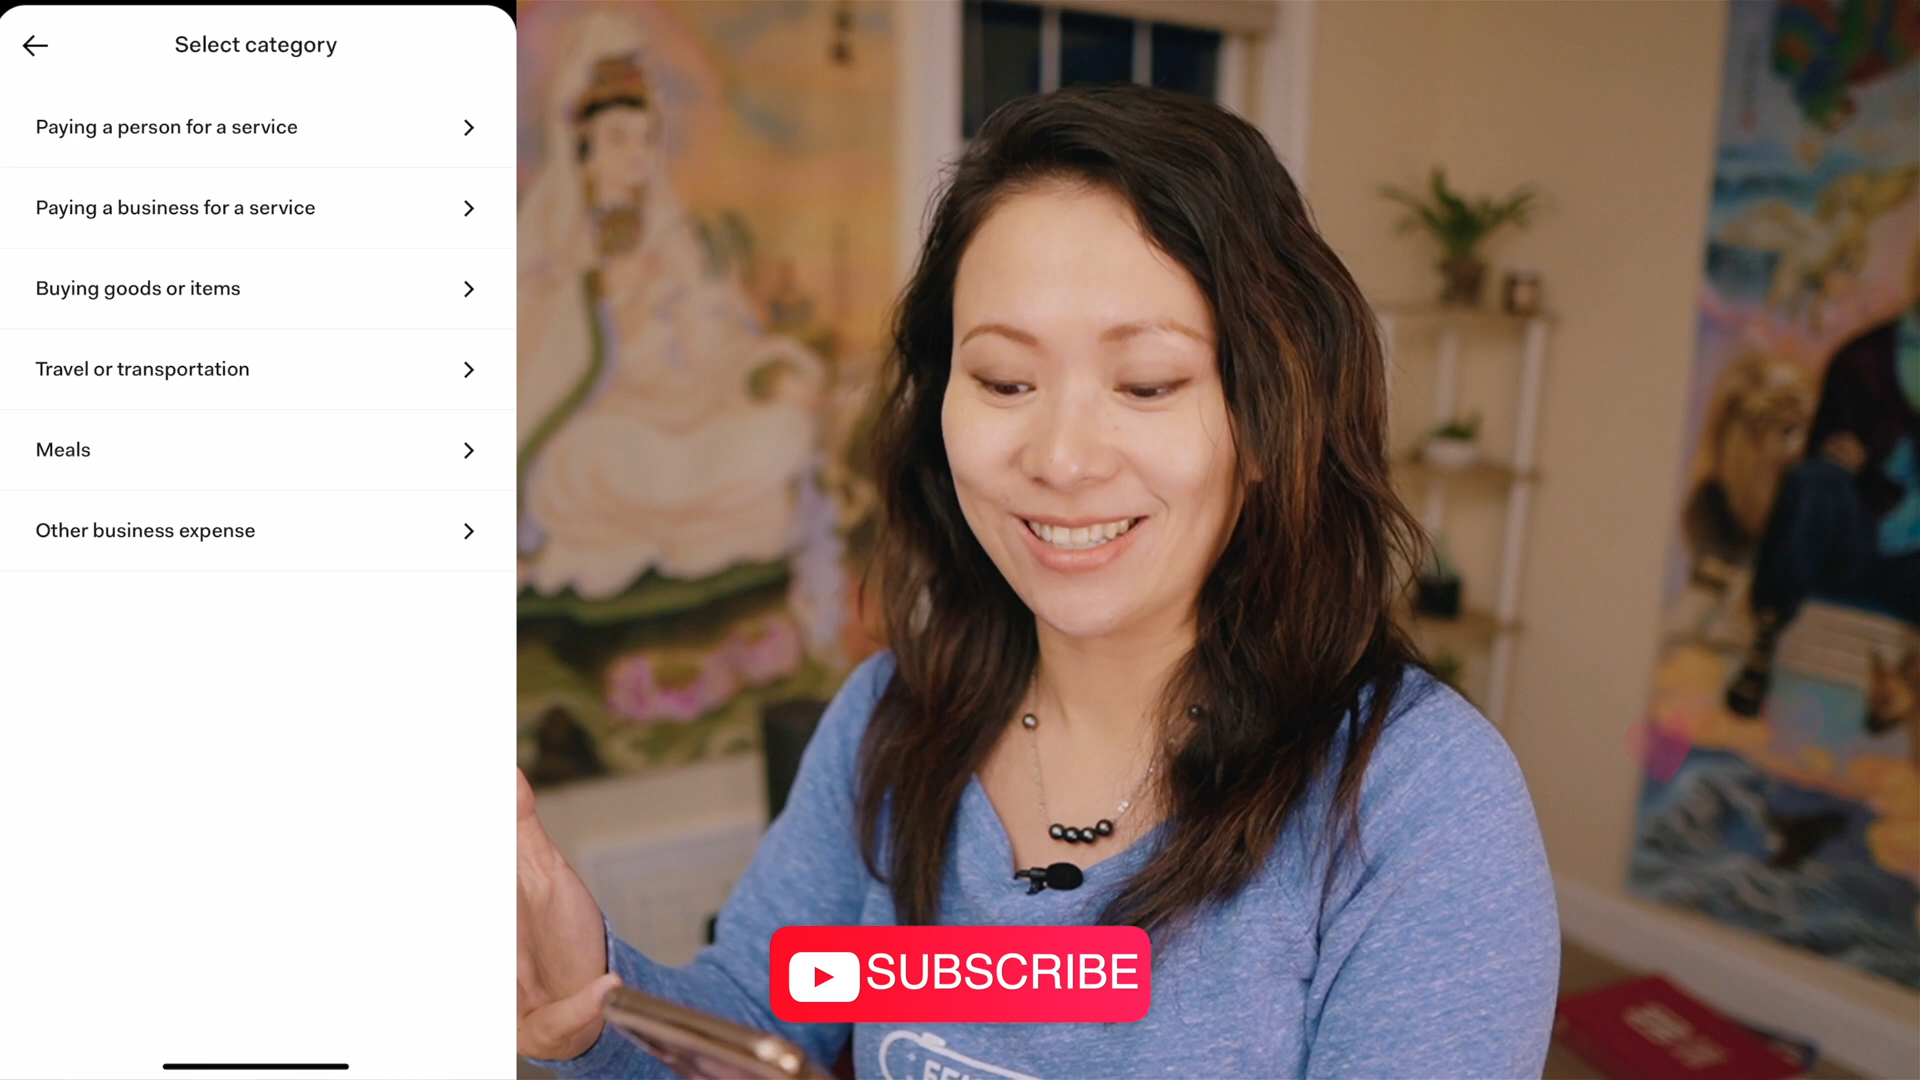 Select category
Paying a person for a service
Paying a business for a service
Buying goods or items
Travel or transportation
Meals
Other business expense
SUBSCRIBE